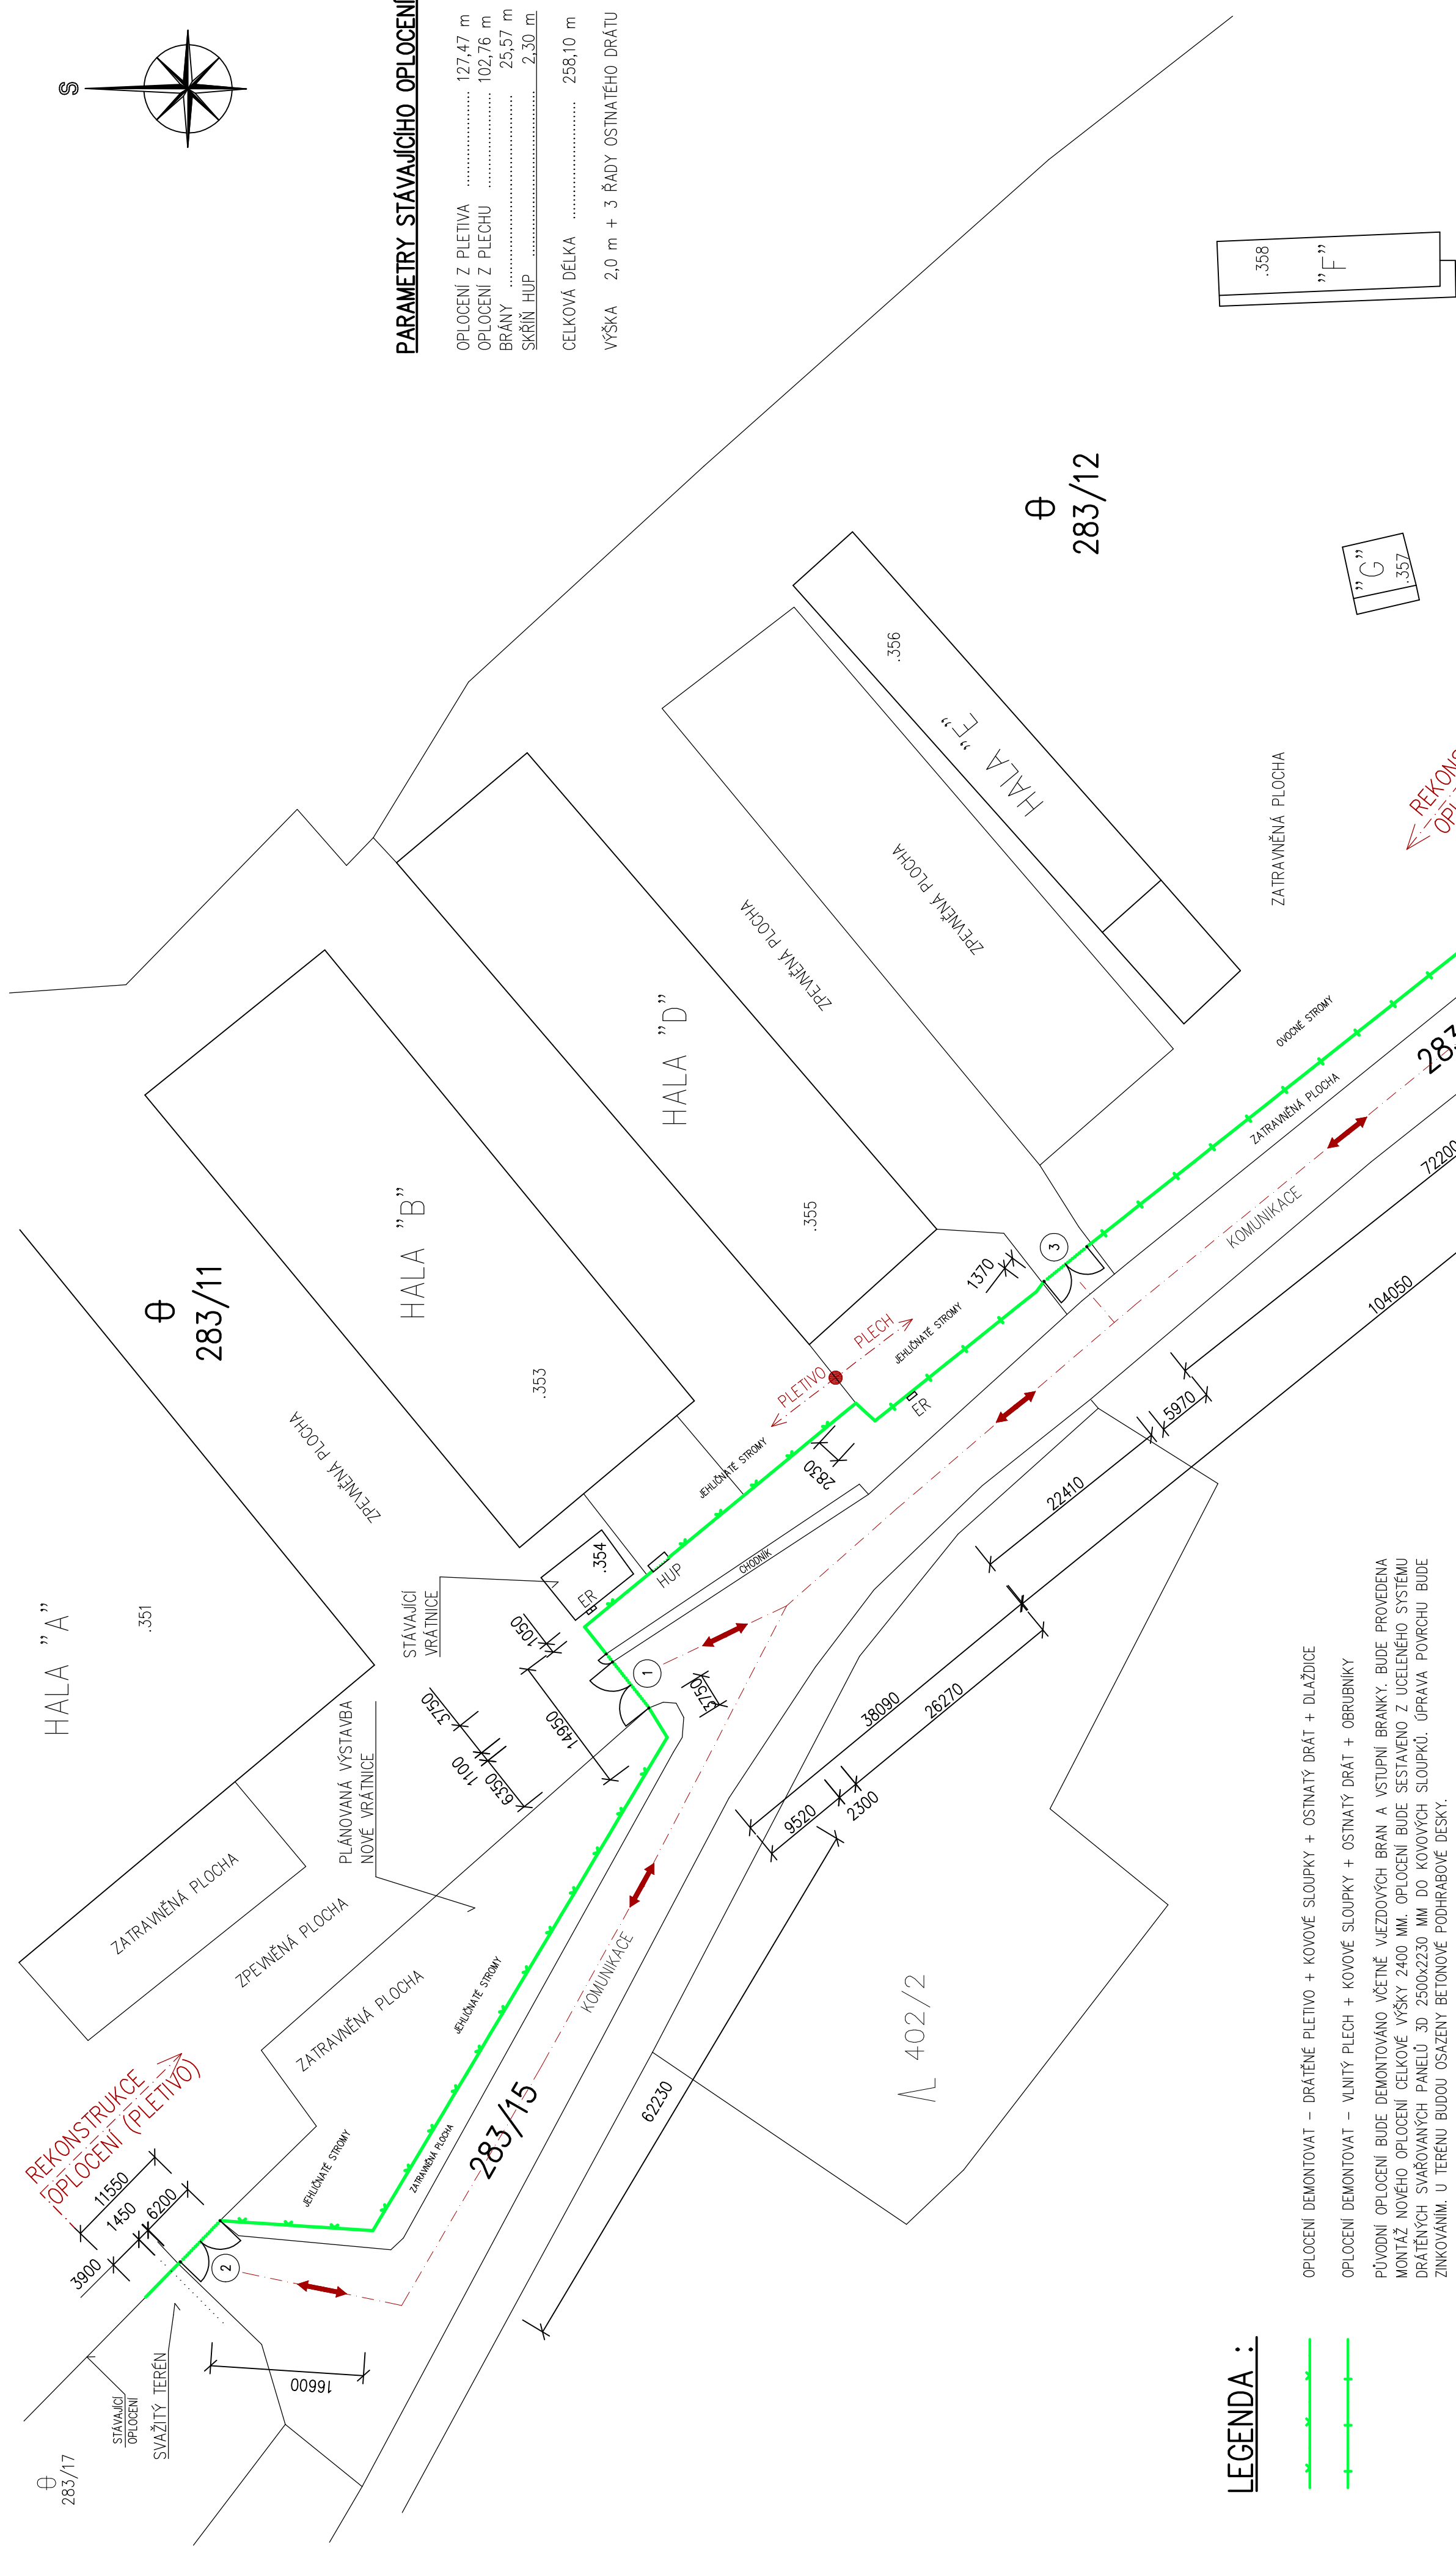 S
PARAMETRY STÁVAJÍCÍHO OPLOCENÍ
OPLOCENÍ Z PLETIVA .................. 127,47 m
OPLOCENÍ Z PLECHU .................. 102,76 m
BRÁNY .................. 25,57 m
SKŘÍŇ HUP .................. 2,30 m
CELKOVÁ DÉLKA .................. 258,10 m
VÝŠKA 2,0 m + 3 ŘADY OSTNATÉHO DRÁTU
283/17
STÁVAJÍCÍ
OPLOCENÍ
SVAŽITÝ TERÉN
16600
3900
1450
6200
11550
REKONSTRUKCE
OPLOCENÍ (PLETIVO)
2
JEHLIČNATÉ STROMY
ZATRAVNĚNÁ PLOCHA
283/15
62230
KOMUNIKACE
JEHLIČNATÉ STROMY
ZATRAVNĚNÁ PLOCHA
ZPEVNĚNÁ PLOCHA
ZATRAVNĚNÁ PLOCHA
PLÁNOVANÁ VÝSTAVBA
NOVÉ VRÁTNICE
HALA "A"
.351
STÁVAJÍCÍ
VRÁTNICE
3750
1100
6350
14950
1050
1
3750
ER
.354
HUP
CHODNÍK
ZPEVNĚNÁ PLOCHA
283/11
HALA "B"
.353
JEHLIČNATÉ STROMY
2830
PLETIVO
PLECH
HALA "D"
.355
ER
JEHLIČNATÉ STROMY
1370
3
ZPEVNĚNÁ PLOCHA
ZPEVNĚNÁ PLOCHA
HALA "E"
.356
283/12
.358
"F"
"G"
.357
ZATRAVNĚNÁ PLOCHA
OVOCNÉ STROMY
ZATRAVNĚNÁ PLOCHA
KOMUNIKACE
REKONS
OPL
283
72200
104050
5970
22410
38090
26270
9520
2300
402/2
LEGENDA :
OPLOCENÍ DEMONTOVAT – DRÁTĚNÉ PLETIVO + KOVOVÉ SLOUPKY + OSTNATÝ DRÁT + DLAŽDICE
OPLOCENÍ DEMONTOVAT – VLNITÝ PLECH + KOVOVÉ SLOUPKY + OSTNATÝ DRÁT + OBRUBNÍKY
PŮVODNÍ OPLOCENÍ BUDE DEMONTOVÁNO VČETNĚ VJEZDOVÝCH BRAN A VSTUPNÍ BRANKY. BUDE PROVEDENA
MONTÁŽ NOVÉHO OPLOCENÍ CELKOVÉ VÝŠKY 2400 MM. OPLOCENÍ BUDE SESTAVENO Z UCELENÉHO SYSTÉMU
DRÁTĚNÝCH SVAŘOVANÝCH PANELŮ 3D 2500x2230 MM DO KOVOVÝCH SLOUPKŮ. ÚPRAVA POVRCHU BUDE
ZINKOVÁNÍM. U TERÉNU BUDOU OSAZENY BETONOVÉ PODHRABOVÉ DESKY.